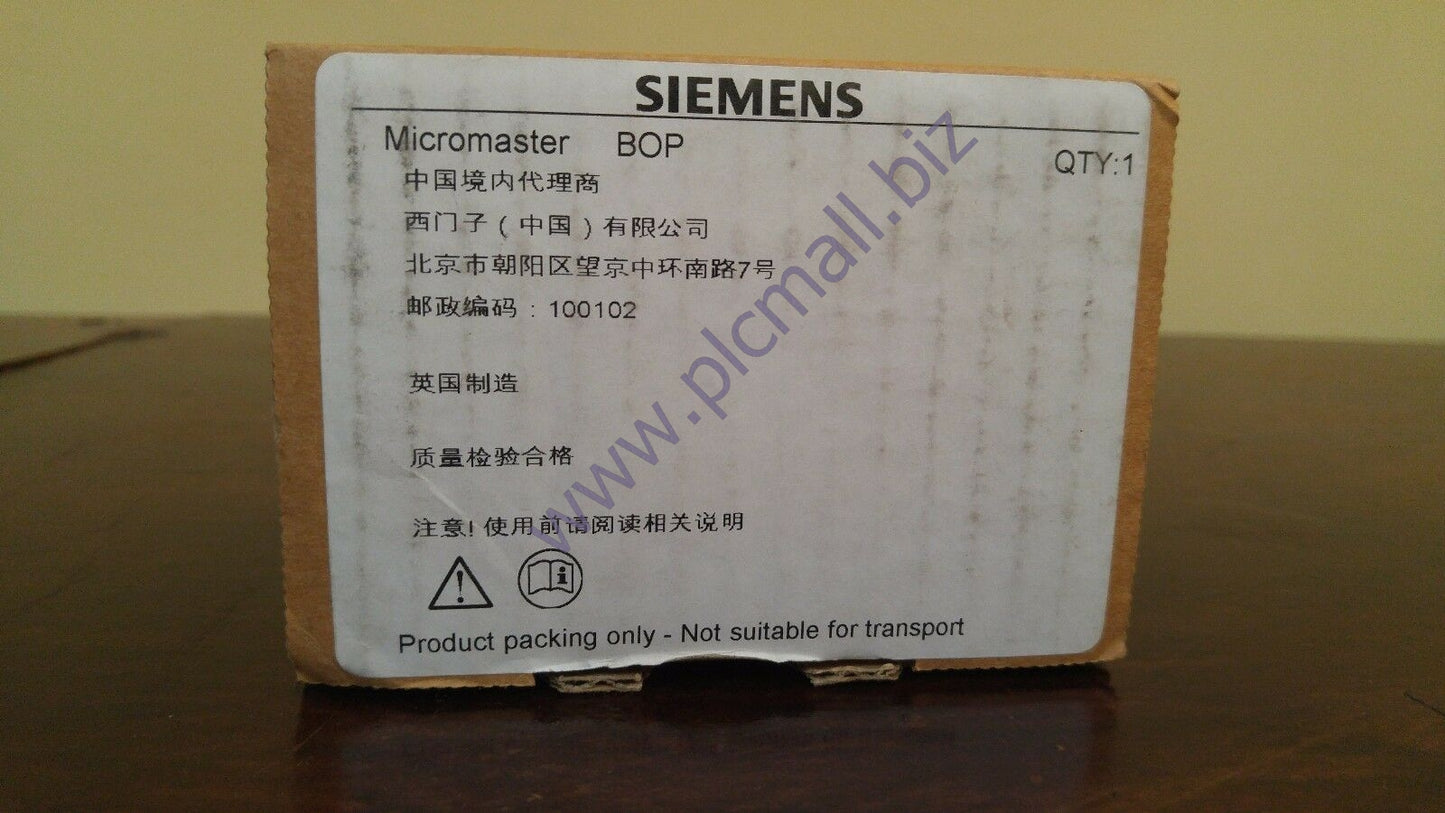 SIEMENS
Micromaster BOP
QTY:1
中国境内代理商
西门子(中国)有限公司
北京市朝阳区望京中环南路7号
邮政编码:100102
英国制造
质量检验合格
注意!使用前请阅读相关说明
Product packing only - Not suitable for transport
www.plcmall.biz